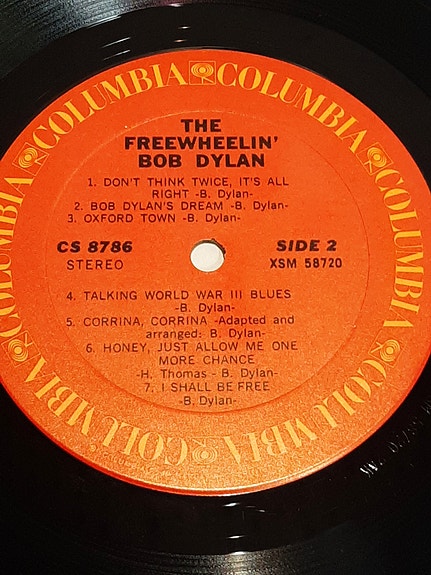 COLUMBIA COLUMBIA COLUMBIA COLUMBIA COLUMBIA COLUMBIA
THE
FREEWHEELIN'
BOB DYLAN
1. DON'T THINK TWICE, IT'S ALL
RIGHT -B. Dylan-
2. BOB DYLAN'S DREAM -B. Dylan-
3. OXFORD TOWN -B. Dylan-
CS 8786
STEREO
SIDE 2
XSM 58720
4. TALKING WORLD WAR III BLUES
-B. Dylan-
5. CORRINA, CORRINA -Adapted and
arranged: B. Dylan-
6. HONEY, JUST ALLOW ME ONE
MORE CHANCE
-H. Thomas - B. Dylan-
7. I SHALL BE FREE
-B. Dylan-